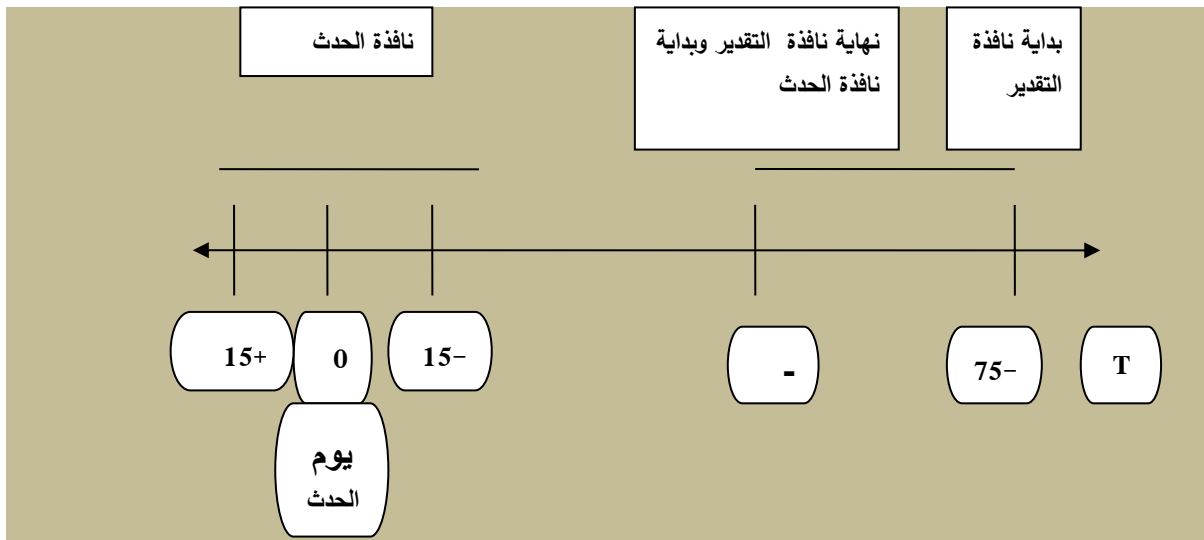 بداية نافذة
التقدير
نهاية نافذة التقدير وبداية
نافذة الحدث
نافذة الحدث
T
75-
-
15-
0
15+
يوم
الحدث